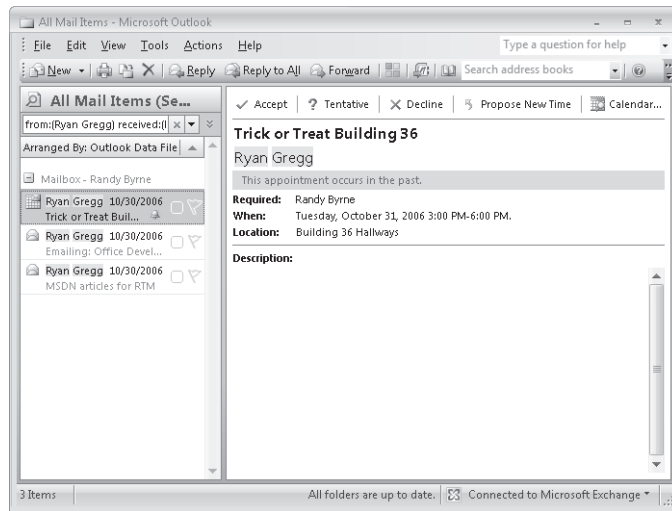 All Mail Items - Microsoft Outlook
File Edit View Tools Actions Help
Type a question for help
New Reply Reply to All Forward Search address books
All Mail Items (Se...
from:(Ryan Gregg) received:(l
Arranged By: Outlook Data File
Mailbox - Randy Byrne
Ryan Gregg 10/30/2006
Trick or Treat Buil...
Ryan Gregg 10/30/2006
Emailing: Office Devel...
Ryan Gregg 10/30/2006
MSDN articles for RTM
Accept ? Tentative Decline Propose New Time Calendar...
Trick or Treat Building 36
Ryan Gregg
This appointment occurs in the past.
Required: Randy Byrne
When: Tuesday, October 31, 2006 3:00 PM-6:00 PM.
Location: Building 36 Hallways
Description:
3 Items
All folders are up to date. Connected to Microsoft Exchange